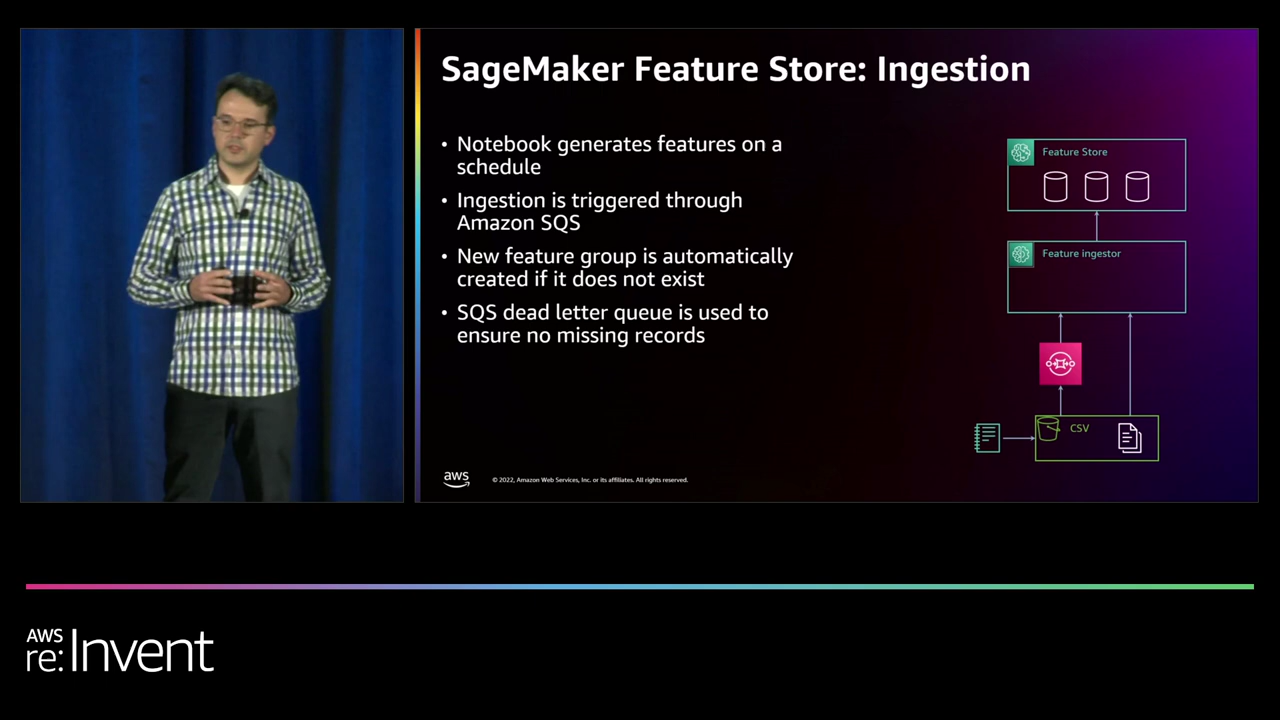 SageMaker Feature Store: Ingestion
• Notebook generates features on a
schedule
• Ingestion is triggered through
Amazon SQS
• New feature group is automatically
created if it does not exist
• SQS dead letter queue is used to
ensure no missing records
Feature Store
Feature ingestor
CSV
aws
© 2022, Amazon Web Services, Inc. or its affiliates. All rights reserved.
AWS
re:Invent